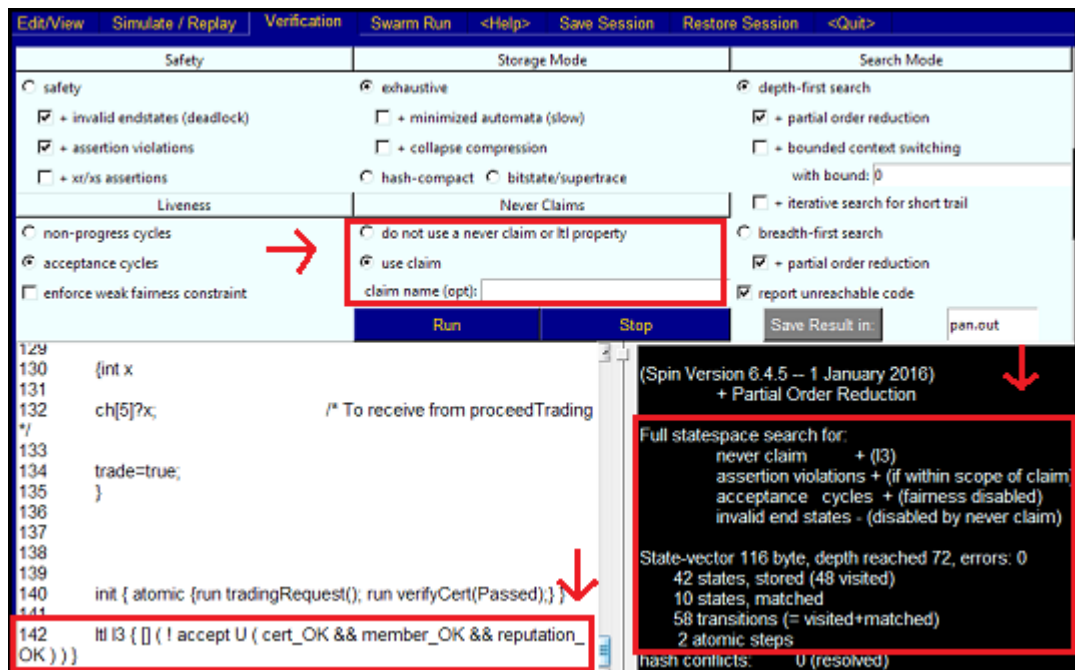 Edit/View Simulate / Replay Verification Swarm Run <Help> Save Session Restore Session <Quit>
Safety Storage Mode Search Mode
safety exhaustive depth-first search
+ invalid endstates (deadlock) + minimized automata (slow) + partial order reduction
+ assertion violations + collapse compression + bounded context switching
+ xr/xs assertions hash-compact bitstate/supertrace with bound: 0
Liveness Never Claims + iterative search for short trail
non-progress cycles do not use a never claim or ltl property breadth-first search
acceptance cycles use claim + partial order reduction
enforce weak fairness constraint claim name (opt): report unreachable code
Run Stop Save Result in: pan.out
129
130 {int x
131
132 ch[5]?x; /* To receive from proceedTrading
*/
133
134 trade=true;
135 }
136
137
138
139
140 init { atomic {run tradingRequest(); run verifyCert(Passed);} }
141
142 ltl l3 { [] ( ! accept U ( cert_OK && member_OK && reputation_
OK ) ) }
(Spin Version 6.4.5 -- 1 January 2016)
+ Partial Order Reduction
Full statespace search for:
never claim + (l3)
assertion violations + (if within scope of claim)
acceptance cycles + (fairness disabled)
invalid end states - (disabled by never claim)
State-vector 116 byte, depth reached 72, errors: 0
42 states, stored (48 visited)
10 states, matched
58 transitions (= visited+matched)
2 atomic steps
hash conflicts: 0 (resolved)